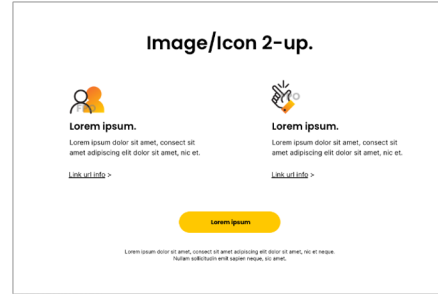 Image/Icon 2-up.
Lorem ipsum.
Lorem ipsum dolor sit amet, consect sit
amet adipiscing elit dolor sit amet, nic et.
Link url info >
Lorem ipsum.
Lorem ipsum dolor sit amet, consect sit
amet adipiscing elit dolor sit amet, nic et.
Link url info >
Lorem ipsum
Lorem ipsum dolor sit amet, consect sit amet adipiscing elit dolor sit amet, nic et neque.
Nullam sollicitudin enill sapien neque, sic amet.